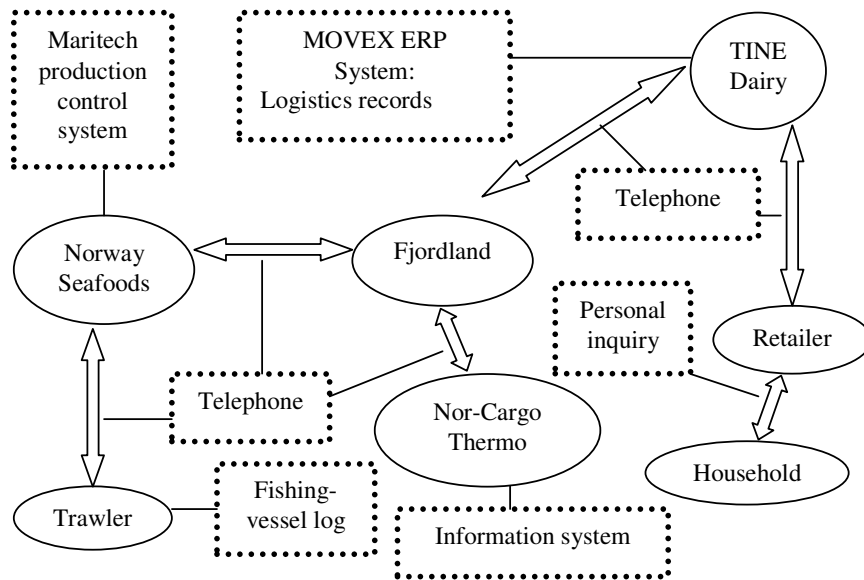 Maritech
production
control
system
MOVEX ERP
System:
Logistics records
TINE
Dairy
Telephone
Norway
Seafoods
Fjordland
Personal
inquiry
Retailer
Telephone
Nor-Cargo
Thermo
Household
Trawler
Fishing-
vessel log
Information system